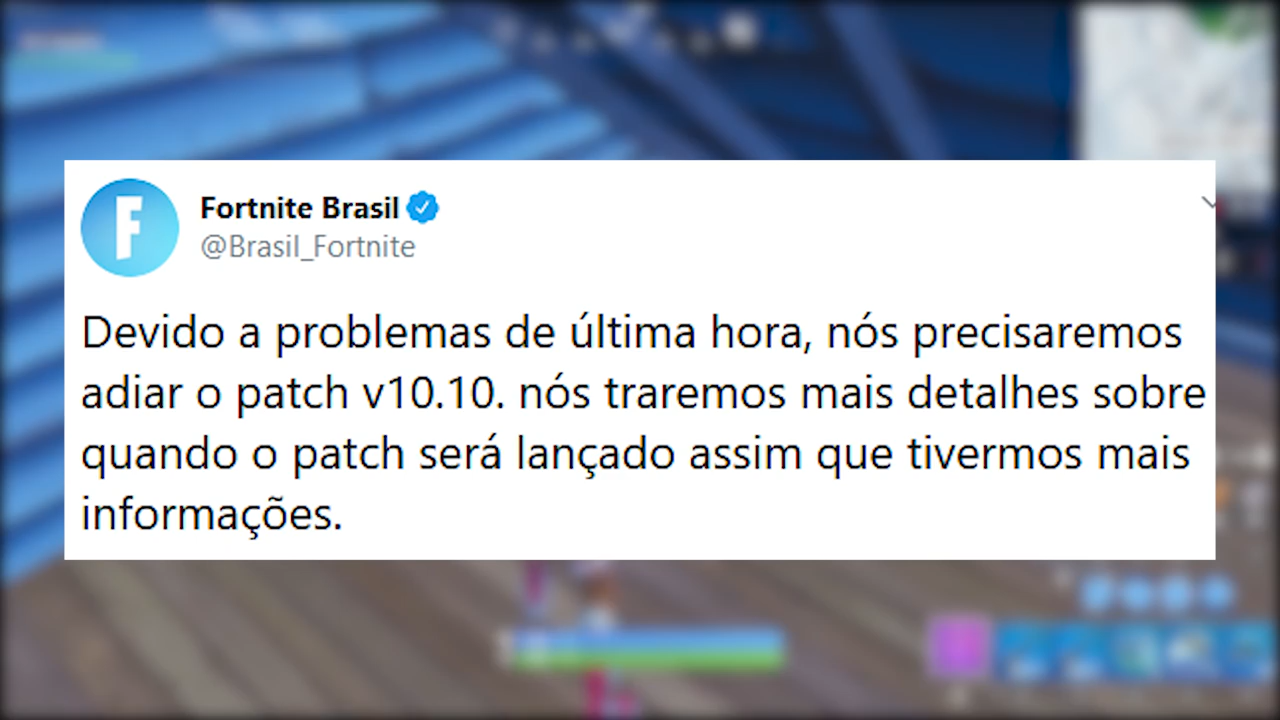 Fortnite Brasil
@Brasil_Fortnite
Devido a problemas de última hora, nós precisaremos
adiar o patch v10.10. nós traremos mais detalhes sobre
quando o patch será lançado assim que tivermos mais
informações.